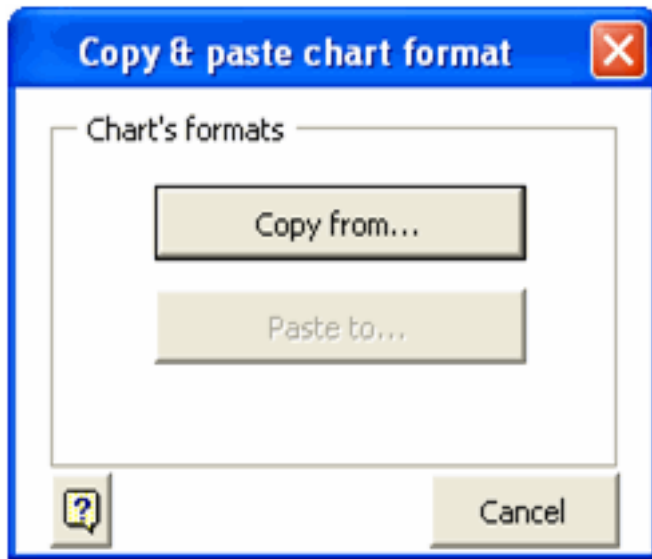 Copy & paste chart format
Chart's formats
Copy from...
Paste to...
?
Cancel